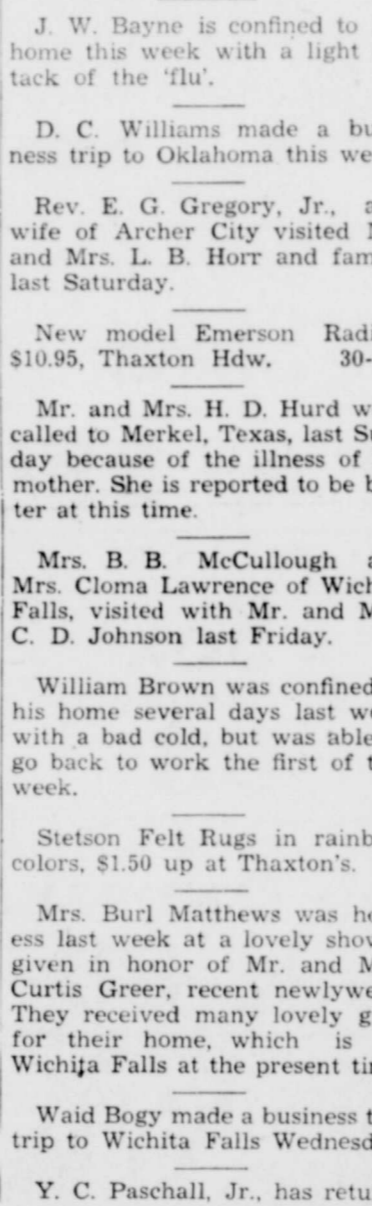 J. W. Bayne is confined to
home this week with a light
tack of the 'flu'.
D. C. Williams made a bu
ness trip to Oklahoma this we
Rev. E. G. Gregory, Jr., a
wife of Archer City visited M
and Mrs. L. B. Horr and fam
last Saturday.
New model Emerson Radi
$10.95, Thaxton Hdw. 30-
Mr. and Mrs. H. D. Hurd w
called to Merkel, Texas, last Su
day because of the illness of
mother. She is reported to be b
ter at this time.
Mrs. B. B. McCullough a
Mrs. Cloma Lawrence of Wich
Falls, visited with Mr. and M
C. D. Johnson last Friday.
William Brown was confined
his home several days last we
with a bad cold, but was able
go back to work the first of t
week.
Stetson Felt Rugs in rainb
colors, $1.50 up at Thaxton's.
Mrs. Burl Matthews was ho
ess last week at a lovely show
given in honor of Mr. and M
Curtis Greer, recent newlywe
They received many lovely g
for their home, which is
Wichita Falls at the present tim
Waid Bogy made a business t
trip to Wichita Falls Wednesd
Y. C. Paschall, Jr., has retu